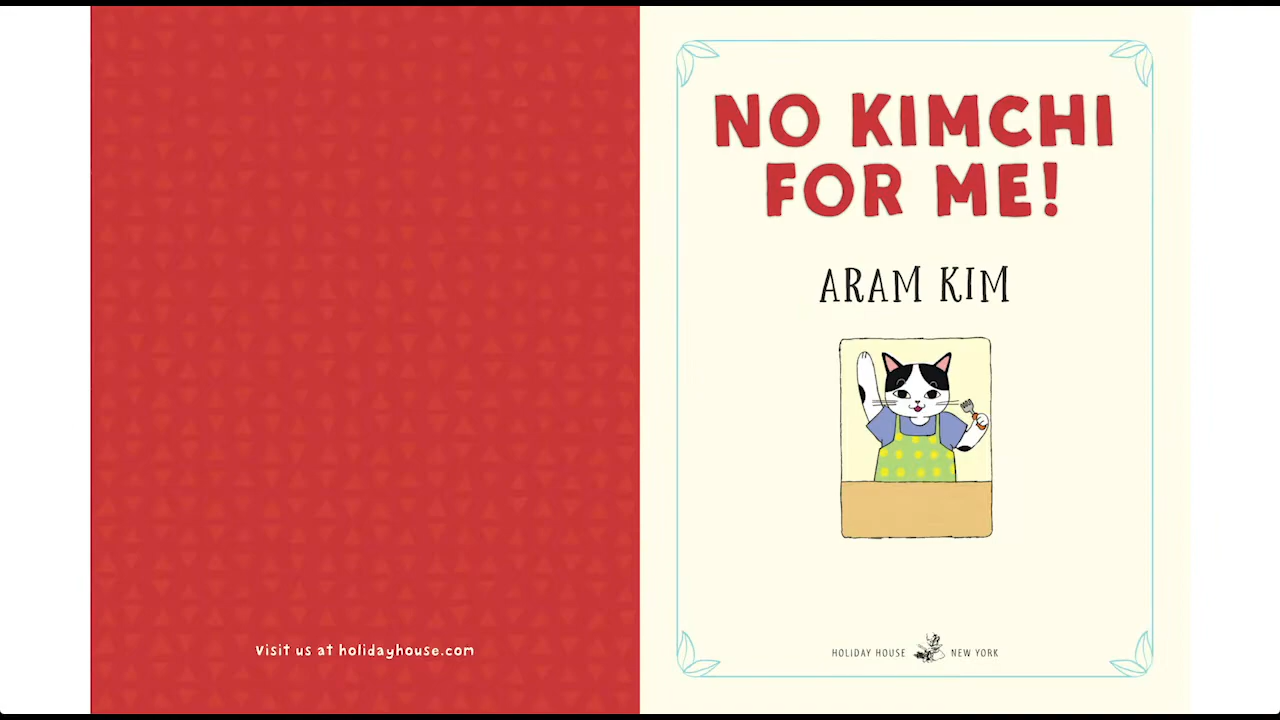 Visit us at holidayhouse.com
NO KIMCHI
FOR ME!
ARAM KIM
HOLIDAY HOUSE NEW YORK